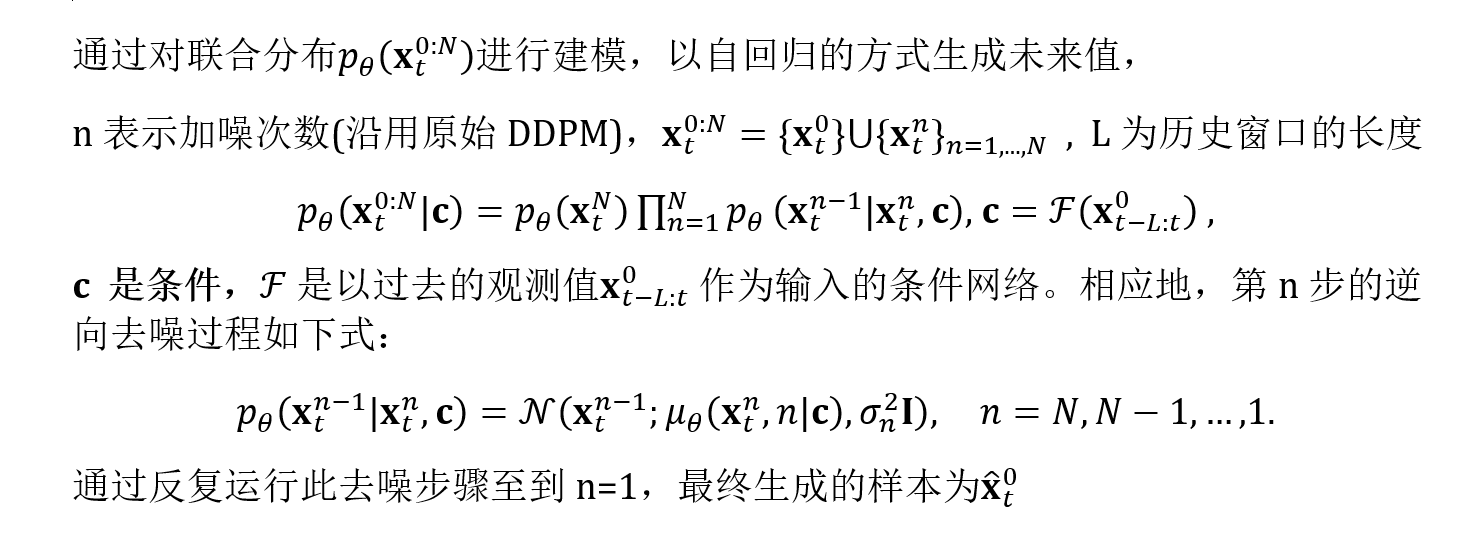 通过对联合分布$p_\theta(\mathbf{x}_t^{0:N})$进行建模，以自回归的方式生成未来值，
n 表示加噪次数(沿用原始 DDPM)，$\mathbf{x}_t^{0:N} = \{\mathbf{x}_t^0\} \bigcup \{\mathbf{x}_t^n\}_{n=1,\ldots,N}$ , L 为历史窗口的长度
$p_\theta(\mathbf{x}_t^{0:N}|\mathbf{c}) = p_\theta(\mathbf{x}_t^N) \prod_{n=1}^N p_\theta(\mathbf{x}_t^{n-1}|\mathbf{x}_t^n, \mathbf{c}), \mathbf{c} = \mathcal{F}(\mathbf{x}_{t-L:t}^0)$ ,
c 是条件，$\mathcal{F}$ 是以过去的观测值$\mathbf{x}_{t-L:t}^0$ 作为输入的条件网络。相应地，第 n 步的逆
向去噪过程如下式：
$p_\theta(\mathbf{x}_t^{n-1}|\mathbf{x}_t^n, \mathbf{c}) = \mathcal{N}(\mathbf{x}_t^{n-1}; \mu_\theta(\mathbf{x}_t^n, n|\mathbf{c}), \sigma_n^2\mathbf{I}), \quad n = N, N-1, \ldots, 1.$
通过反复运行此去噪步骤至到 n=1，最终生成的样本为$\hat{\mathbf{x}}_t^0$